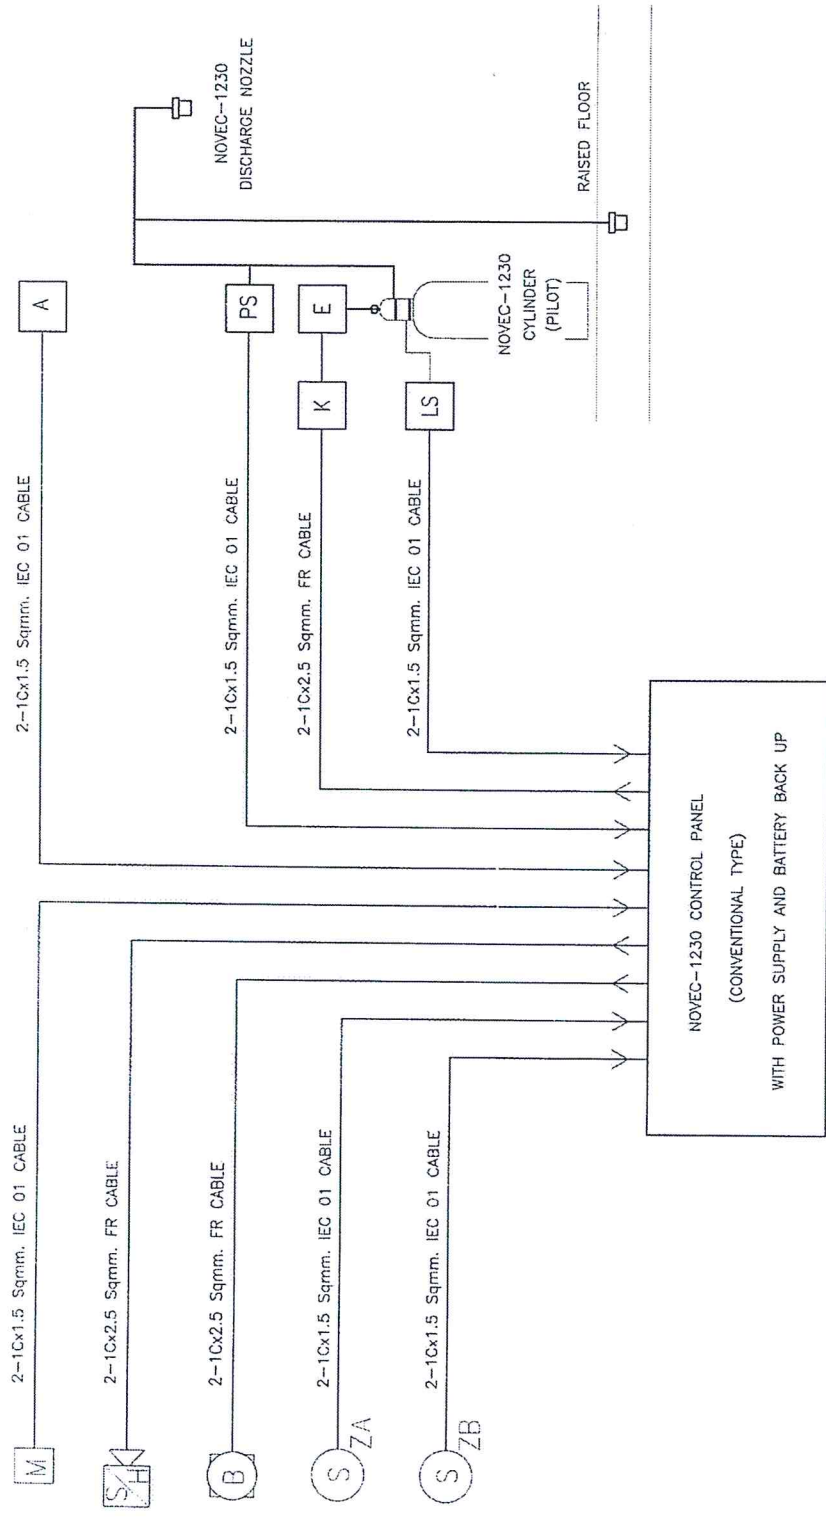 M
2-1Cx1.5 Sqmm. IEC 01 CABLE
2-1Cx1.5 Sqmm. IEC 01 CABLE
A
S/H
2-1Cx2.5 Sqmm. FR CABLE
NOVEC-1230
DISCHARGE NOZZLE
B
2-1Cx2.5 Sqmm. FR CABLE
2-1Cx1.5 Sqmm. IEC 01 CABLE
PS
S
ZA
2-1Cx1.5 Sqmm. IEC 01 CABLE
2-1Cx2.5 Sqmm. FR CABLE
K
E
S
ZB
2-1Cx1.5 Sqmm. IEC 01 CABLE
2-1Cx1.5 Sqmm. IEC 01 CABLE
LS
NOVEC-1230
CYLINDER
(PILOT)
RAISED FLOOR
NOVEC-1230 CONTROL PANEL
(CONVENTIONAL TYPE)
WITH POWER SUPPLY AND BATTERY BACK UP